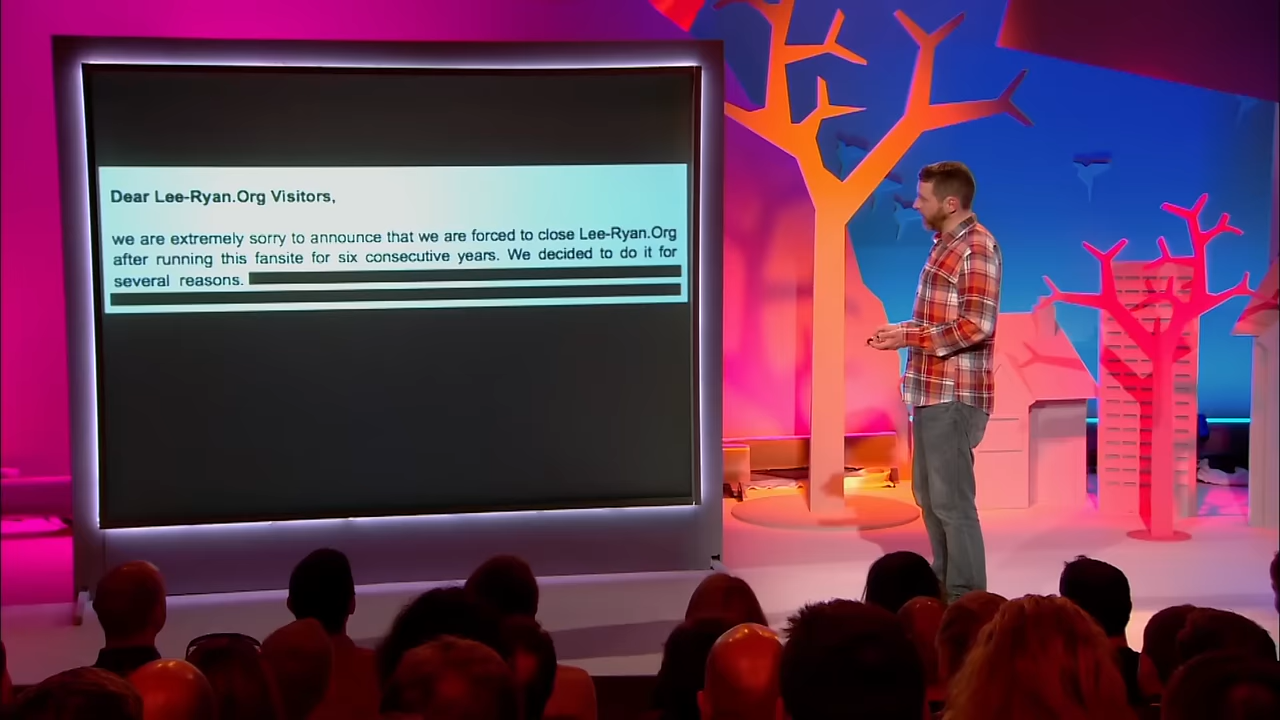 Dear Lee-Ryan.Org Visitors,
we are extremely sorry to announce that we are forced to close Lee-Ryan.Org
after running this fansite for six consecutive years. We decided to do it for
several reasons.